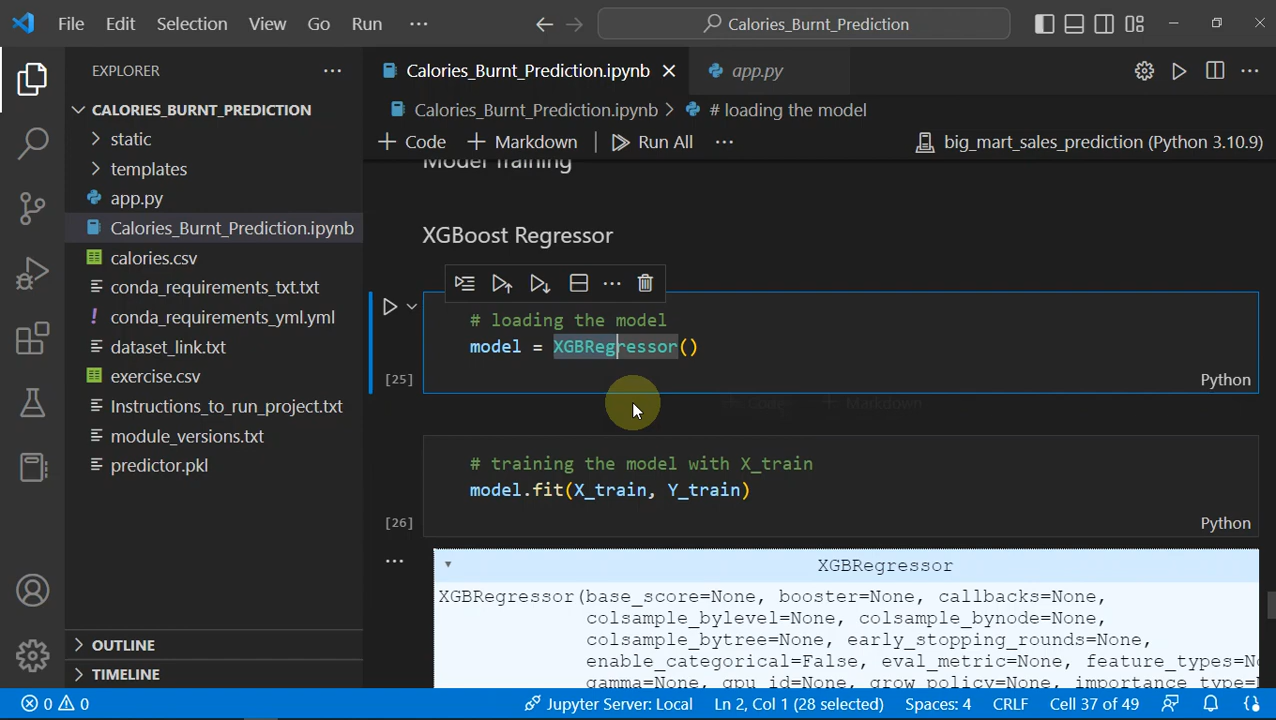 File Edit Selection View Go Run ··· Calories_Burnt_Prediction
EXPLORER ···
CALORIES_BURNT_PREDICTION
static
templates
app.py
Calories_Burnt_Prediction.ipynb
calories.csv
conda_requirements_txt.txt
conda_requirements_yml.yml
dataset_link.txt
exercise.csv
Instructions_to_run_project.txt
module_versions.txt
predictor.pkl
OUTLINE
TIMELINE
Calories_Burnt_Prediction.ipynb app.py
Calories_Burnt_Prediction.ipynb > # loading the model
+ Code + Markdown Run All ··· big_mart_sales_prediction (Python 3.10.9)
Model Training
XGBoost Regressor
# loading the model
model = XGBRegressor()
[25] Python
+ Code + Markdown
# training the model with X_train
model.fit(X_train, Y_train)
[26] Python
··· XGBRegressor
XGBRegressor(base_score=None, booster=None, callbacks=None,
colsample_bylevel=None, colsample_bynode=None,
colsample_bytree=None, early_stopping_rounds=None,
enable_categorical=False, eval_metric=None, feature_types=No
gamma=None, gpu_id=None, grow_policy=None, importance_type=N
0 0 Jupyter Server: Local Ln 2, Col 1 (28 selected) Spaces: 4 CRLF Cell 37 of 49